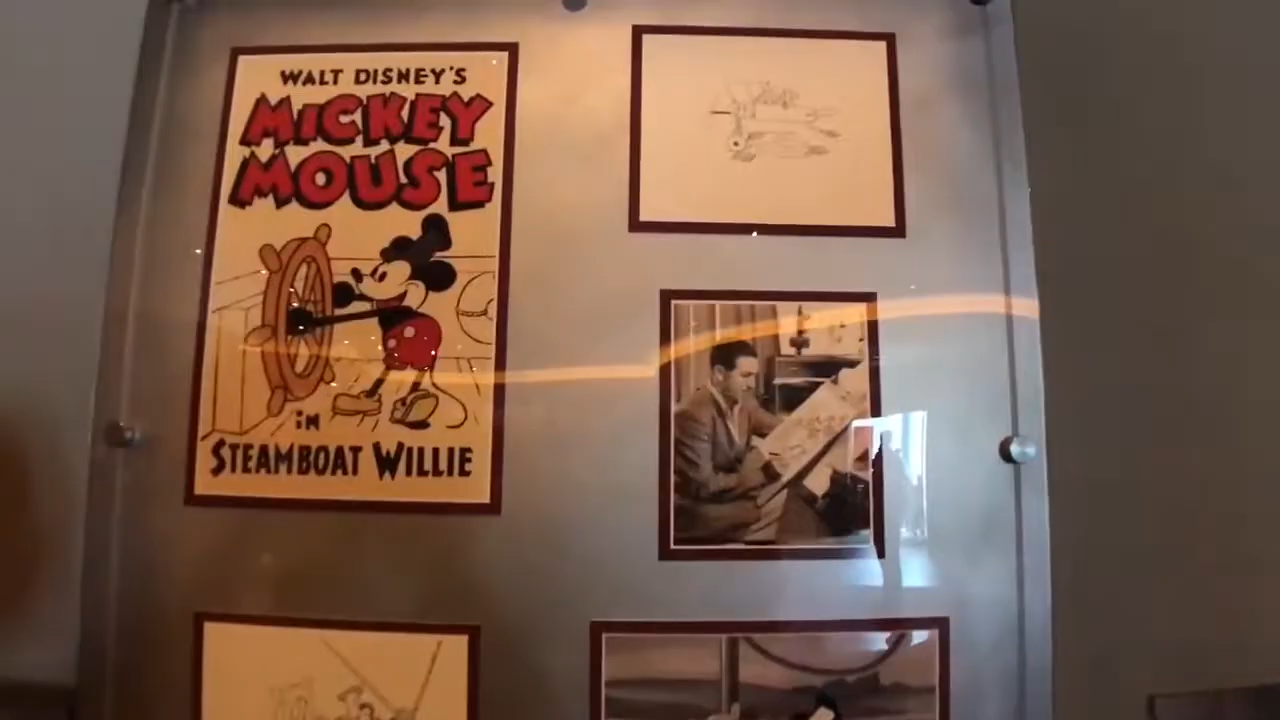 WALT DISNEY'S
MICKEY
MOUSE
iN
STEAMBOAT WILLIE